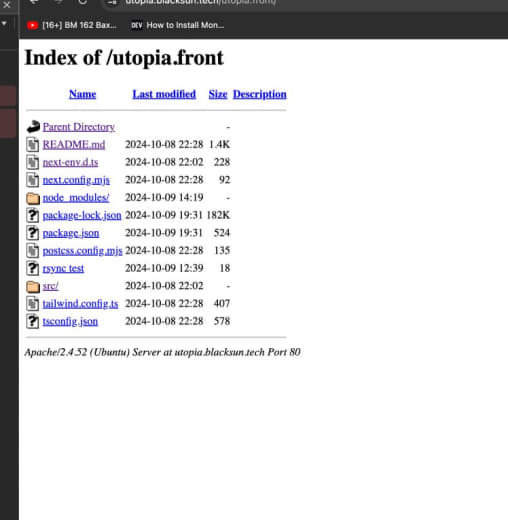 utopia.blacksun.tech/utopia.front/
[16+] BM 162 Bax...
DEV How to Install Mon...
Index of /utopia.front
Name Last modified Size Description
Parent Directory -
README.md 2024-10-08 22:28 1.4K
next-env.d.ts 2024-10-08 22:02 228
next.config.mjs 2024-10-08 22:28 92
node_modules/ 2024-10-09 14:19 -
package-lock.json 2024-10-09 19:31 182K
package.json 2024-10-09 19:31 524
postcss.config.mjs 2024-10-08 22:28 135
rsync test 2024-10-09 12:39 18
src/ 2024-10-08 22:02 -
tailwind.config.ts 2024-10-08 22:28 407
tsconfig.json 2024-10-08 22:28 578
Apache/2.4.52 (Ubuntu) Server at utopia.blacksun.tech Port 80